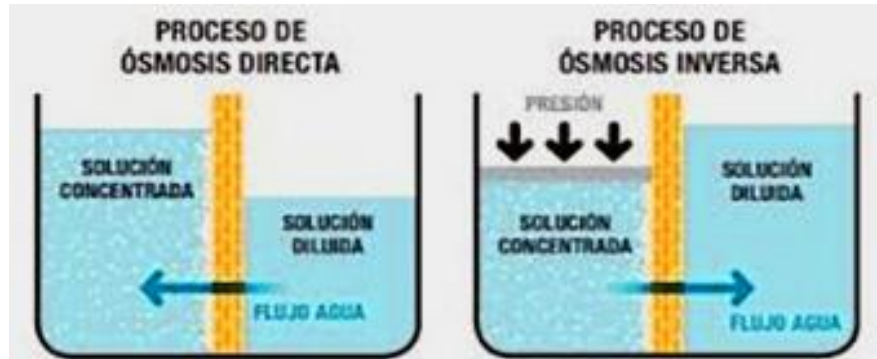 PROCESO DE
ÓSMOSIS DIRECTA
SOLUCIÓN
CONCENTRADA
SOLUCIÓN
DILUIDA
FLUJO AGUA
PROCESO DE
ÓSMOSIS INVERSA
PRESIÓN
SOLUCIÓN
CONCENTRADA
SOLUCIÓN
DILUIDA
FLUJO AGUA